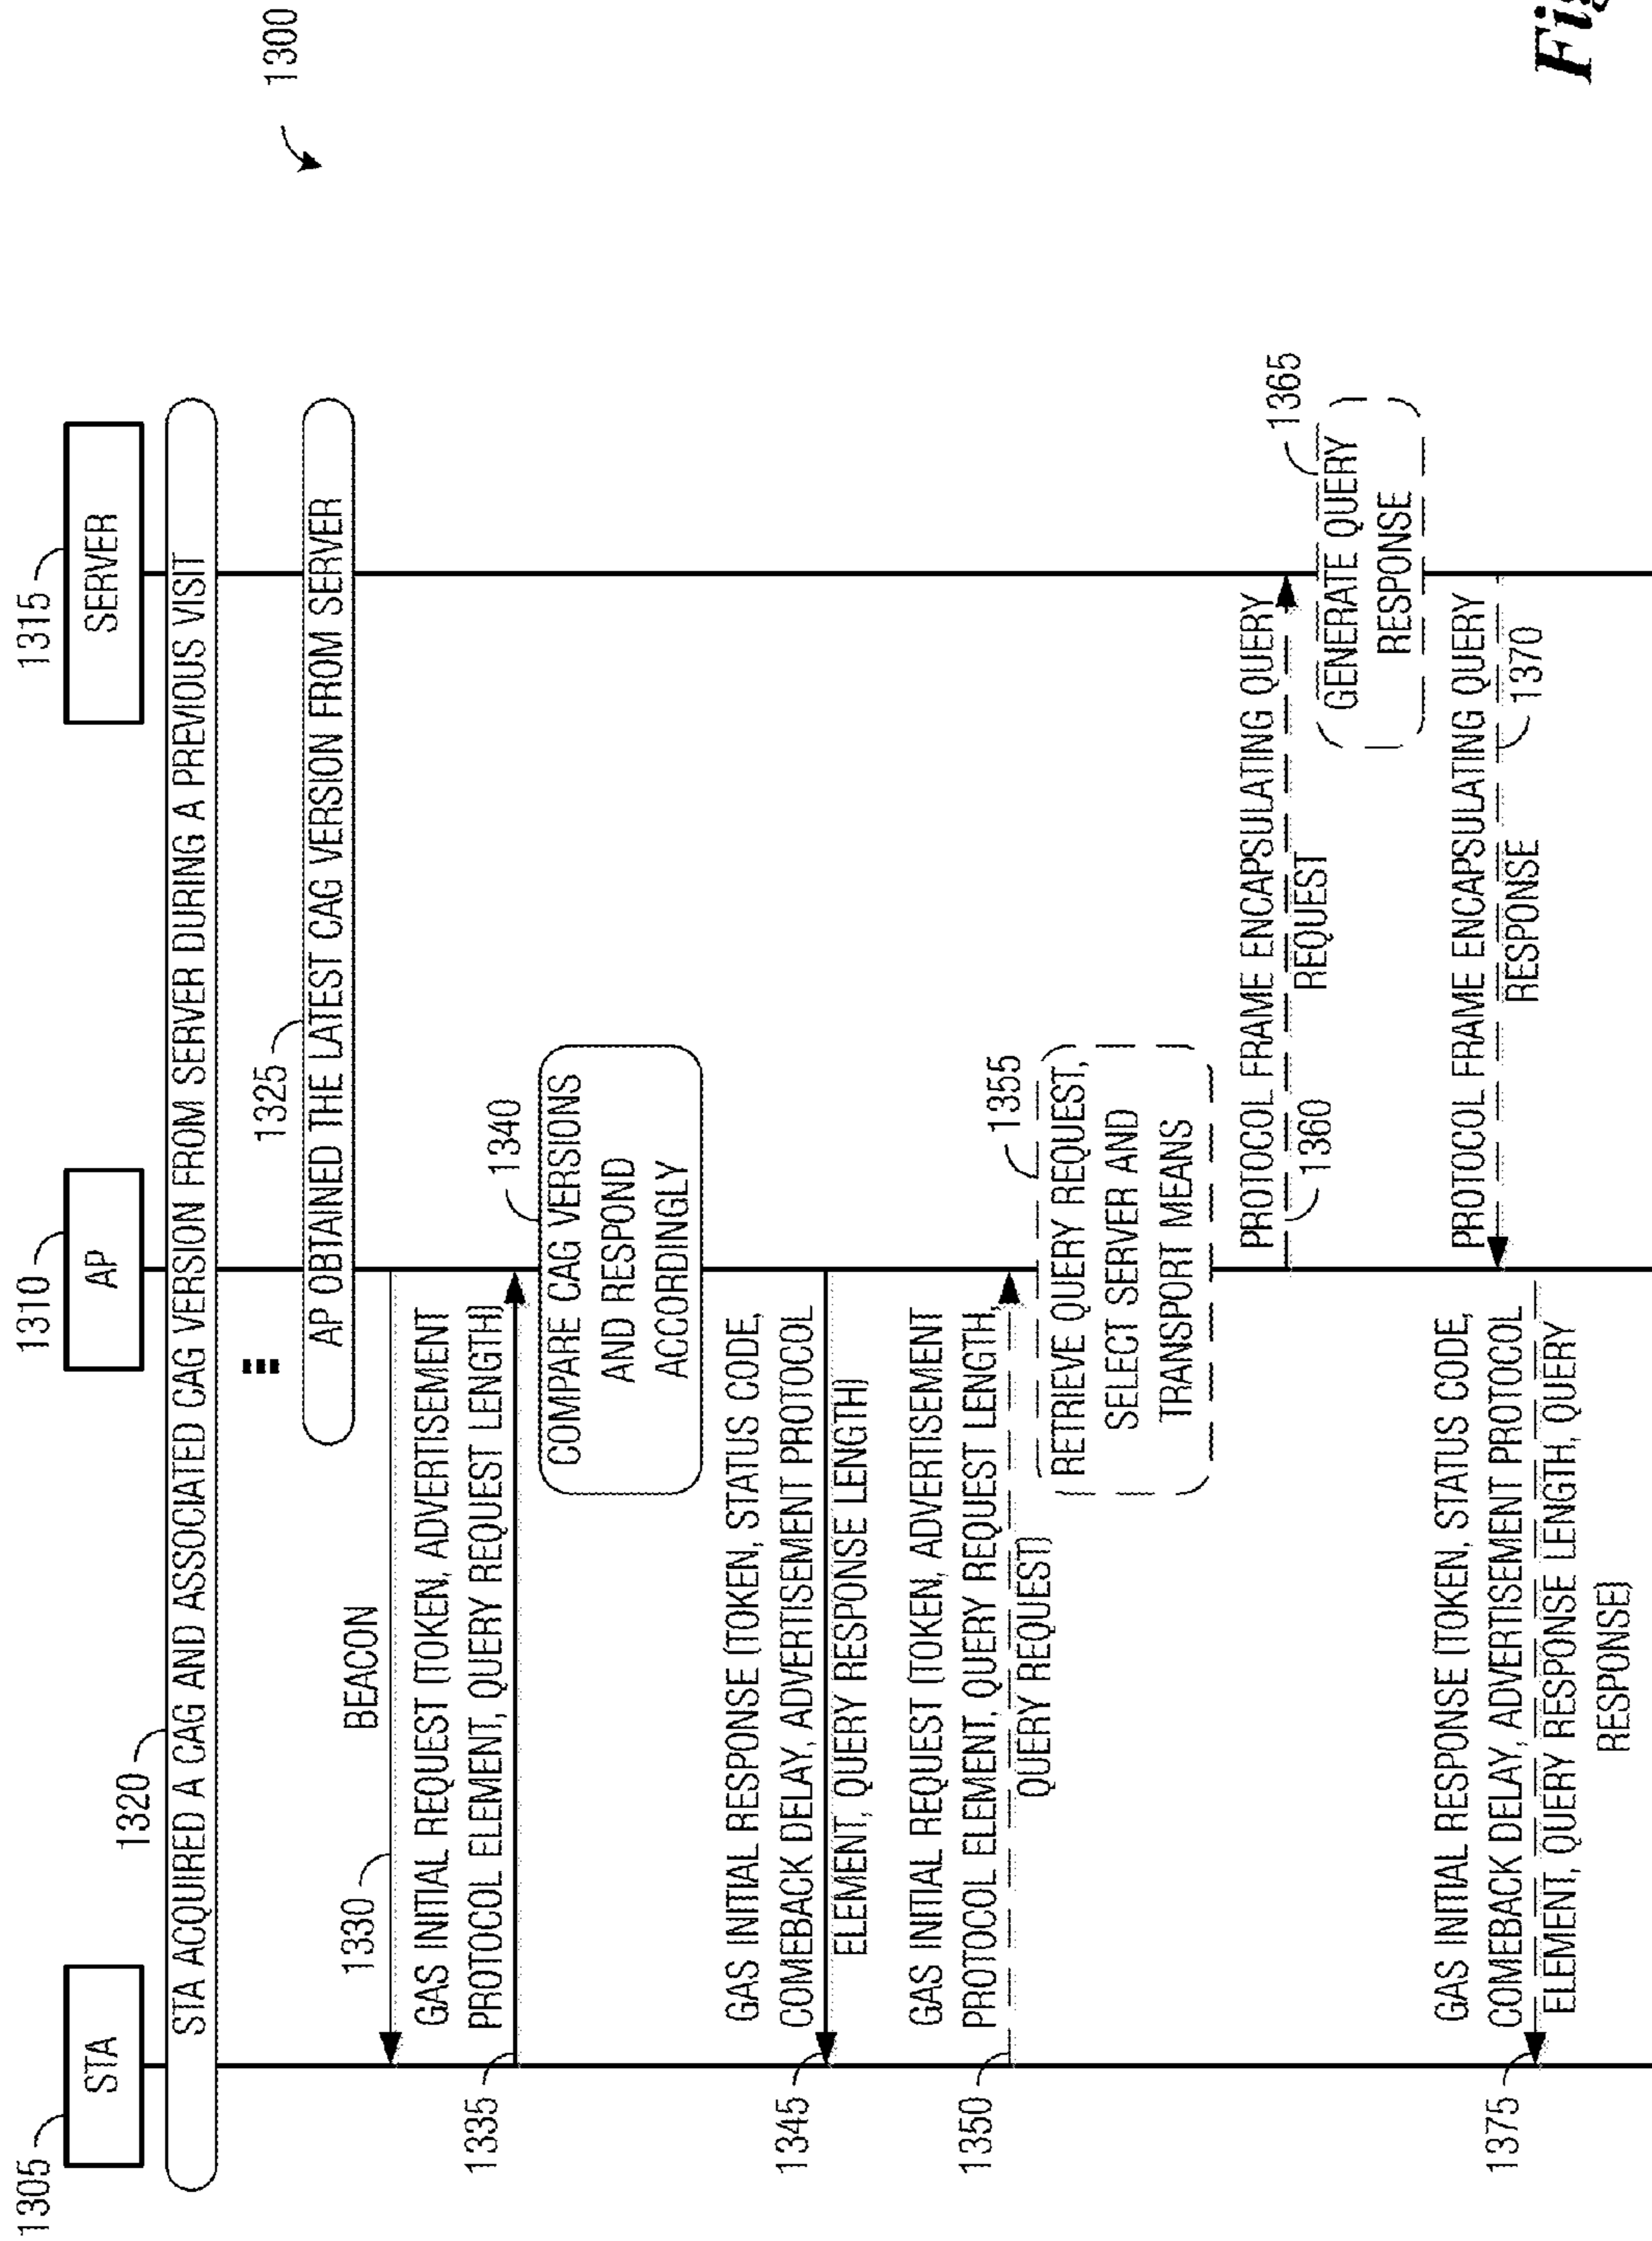 1300
1305
STA
1310
AP
1315
SERVER
1320
STA ACQUIRED A CAG AND ASSOCIATED CAG VERSION FROM SERVER DURING A PREVIOUS VISIT
1325
AP OBTAINED THE LATEST CAG VERSION FROM SERVER
1330
BEACON
GAS INITIAL REQUEST (TOKEN, ADVERTISEMENT
PROTOCOL ELEMENT, QUERY REQUEST LENGTH)
1335
1340
COMPARE CAG VERSIONS
AND RESPOND
ACCORDINGLY
GAS INITIAL RESPONSE (TOKEN, STATUS CODE,
COMEBACK DELAY, ADVERTISEMENT PROTOCOL
1345
ELEMENT, QUERY RESPONSE LENGTH)
GAS INITIAL REQUEST (TOKEN, ADVERTISEMENT
PROTOCOL ELEMENT, QUERY REQUEST LENGTH,
1350
QUERY REQUEST)
1355
RETRIEVE QUERY REQUEST,
SELECT SERVER AND
TRANSPORT MEANS
PROTOCOL FRAME ENCAPSULATING QUERY
1360
REQUEST
1365
GENERATE QUERY
RESPONSE
PROTOCOL FRAME ENCAPSULATING QUERY
RESPONSE
1370
GAS INITIAL RESPONSE (TOKEN, STATUS CODE,
COMEBACK DELAY, ADVERTISEMENT PROTOCOL
1375
ELEMENT, QUERY RESPONSE LENGTH, QUERY
RESPONSE)